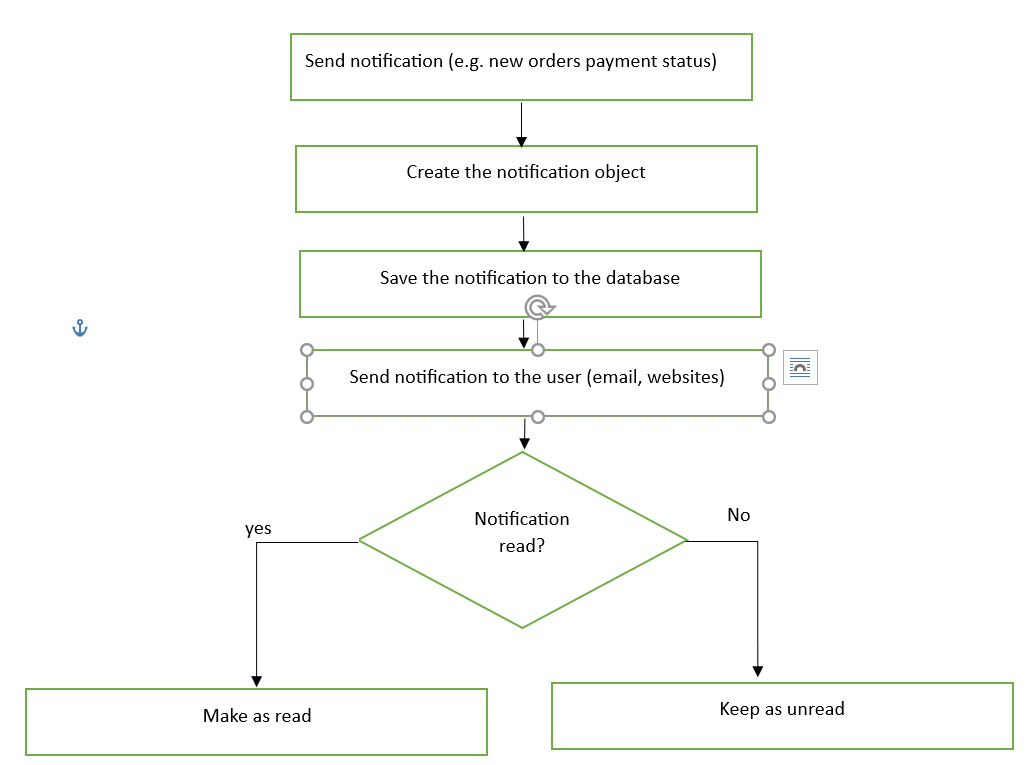 Send notification (e.g. new orders payment status)
Create the notification object
Save the notification to the database
Send notification to the user (email, websites)
Notification
read?
yes
No
Make as read
Keep as unread